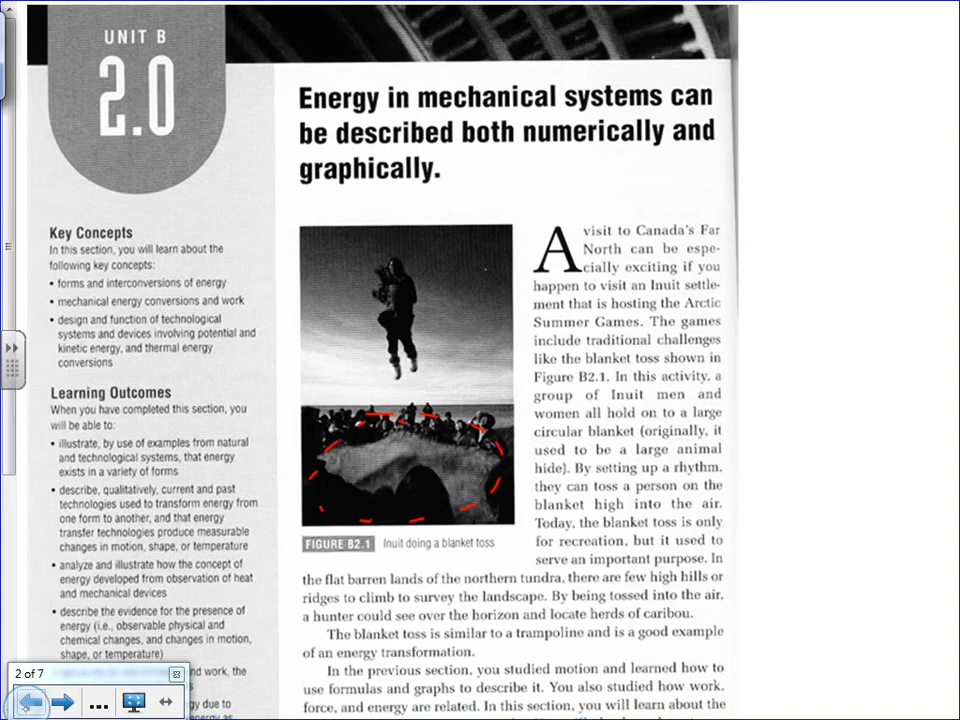 UNIT B
2.0
Energy in mechanical systems can
be described both numerically and
graphically.
Key Concepts
In this section, you will learn about the
following key concepts:
• forms and interconversions of energy
• mechanical energy conversions and work
• design and function of technological
systems and devices involving potential and
kinetic energy, and thermal energy
conversions
Learning Outcomes
When you have completed this section, you
will be able to:
• illustrate, by use of examples from natural
and technological systems, that energy
exists in a variety of forms
• describe, qualitatively, current and past
technologies used to transform energy from
one form to another, and that energy
transfer technologies produce measurable
changes in motion, shape, or temperature
• analyze and illustrate how the concept of
energy developed from observation of heat
and mechanical devices
• describe the evidence for the presence of
energy (i.e., observable physical and
chemical changes, and changes in motion,
shape, or temperature)
nd work, the
gy due to
FIGURE B2.1 Inuit doing a blanket toss
A visit to Canada's Far
North can be espe-
cially exciting if you
happen to visit an Inuit settle-
ment that is hosting the Arctic
Summer Games. The games
include traditional challenges
like the blanket toss shown in
Figure B2.1. In this activity, a
group of Inuit men and
women all hold on to a large
circular blanket (originally, it
used to be a large animal
hide). By setting up a rhythm,
they can toss a person on the
blanket high into the air.
Today, the blanket toss is only
for recreation, but it used to
serve an important purpose. In
the flat barren lands of the northern tundra, there are few high hills or
ridges to climb to survey the landscape. By being tossed into the air,
a hunter could see over the horizon and locate herds of caribou.
The blanket toss is similar to a trampoline and is a good example
of an energy transformation.
In the previous section, you studied motion and learned how to
use formulas and graphs to describe it. You also studied how work,
force, and energy are related. In this section, you will learn about the
2 of 7